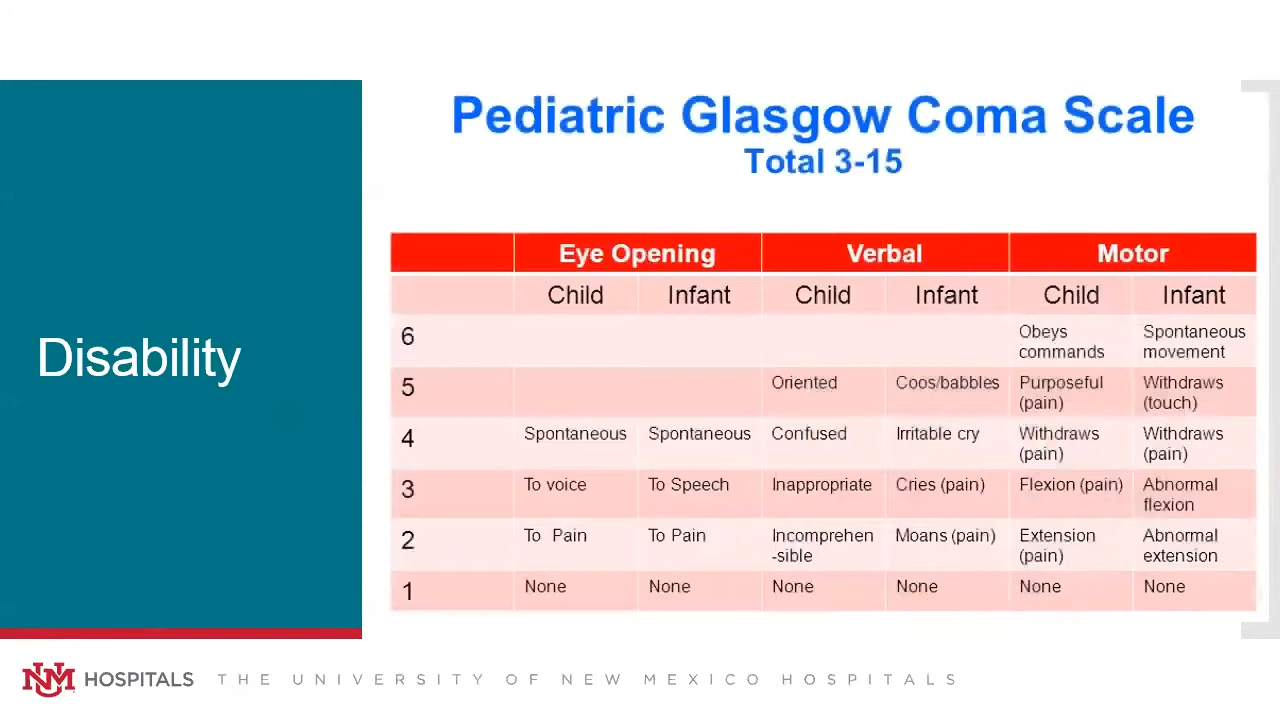 Pediatric Glasgow Coma Scale
Total 3-15
Disability
Eye Opening Verbal Motor
Child Infant Child Infant Child Infant
6 Obeys commands Spontaneous movement
5 Oriented Coos/babbles Purposeful (pain) Withdraws (touch)
4 Spontaneous Spontaneous Confused Irritable cry Withdraws (pain) Withdraws (pain)
3 To voice To Speech Inappropriate Cries (pain) Flexion (pain) Abnormal flexion
2 To Pain To Pain Incomprehen -sible Moans (pain) Extension (pain) Abnormal extension
1 None None None None None None
UNM HOSPITALS THE UNIVERSITY OF NEW MEXICO HOSPITALS